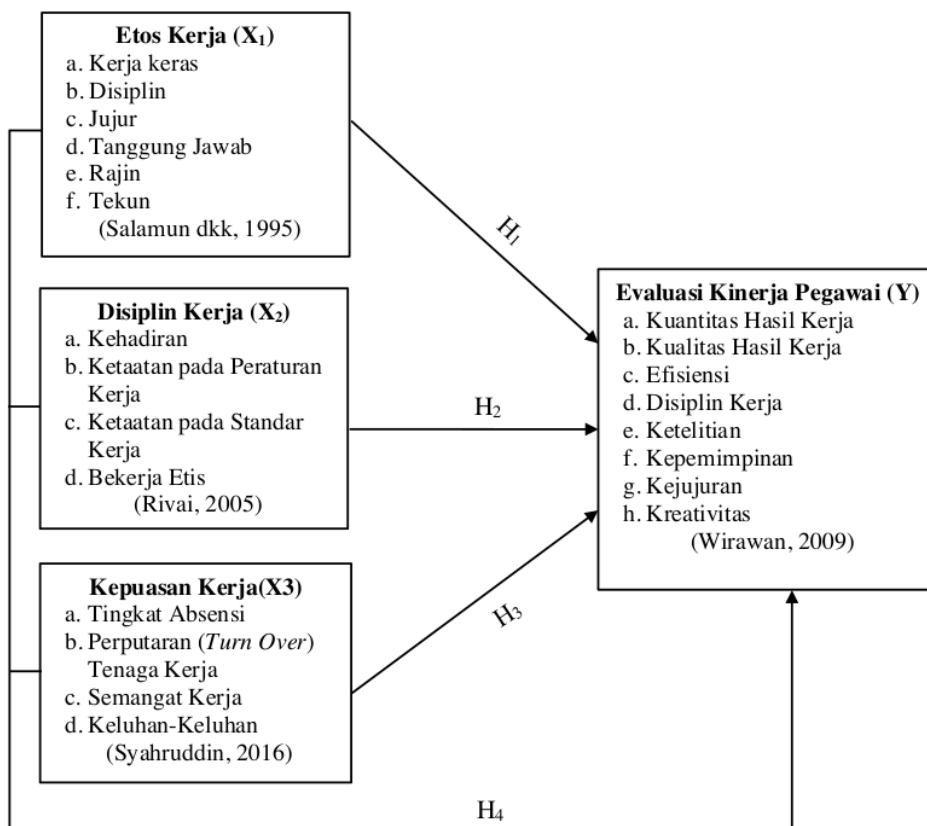 Etos Kerja (X₁)
a. Kerja keras
b. Disiplin
c. Jujur
d. Tanggung Jawab
e. Rajin
f. Tekun
(Salamun dkk, 1995)
H₁
Disiplin Kerja (X₂)
a. Kehadiran
b. Ketaatan pada Peraturan
Kerja
c. Ketaatan pada Standar
Kerja
d. Bekerja Etis
(Rivai, 2005)
H₂
Kepuasan Kerja(X3)
a. Tingkat Absensi
b. Perputaran (Turn Over)
Tenaga Kerja
c. Semangat Kerja
d. Keluhan-Keluhan
(Syahruddin, 2016)
H₃
Evaluasi Kinerja Pegawai (Y)
a. Kuantitas Hasil Kerja
b. Kualitas Hasil Kerja
c. Efisiensi
d. Disiplin Kerja
e. Ketelitian
f. Kepemimpinan
g. Kejujuran
h. Kreativitas
(Wirawan, 2009)
H₄